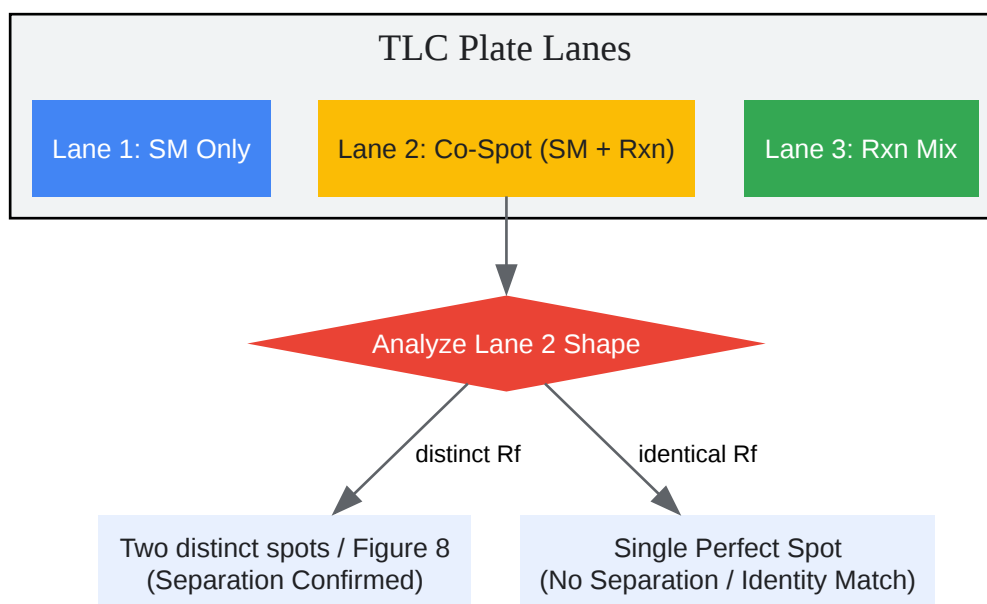 TLC Plate Lanes
Lane 1: SM Only
Lane 2: Co-Spot (SM + Rxn)
Lane 3: Rxn Mix
Analyze Lane 2 Shape
distinct Rf
identical Rf
Two distinct spots / Figure 8
(Separation Confirmed)
Single Perfect Spot
(No Separation / Identity Match)